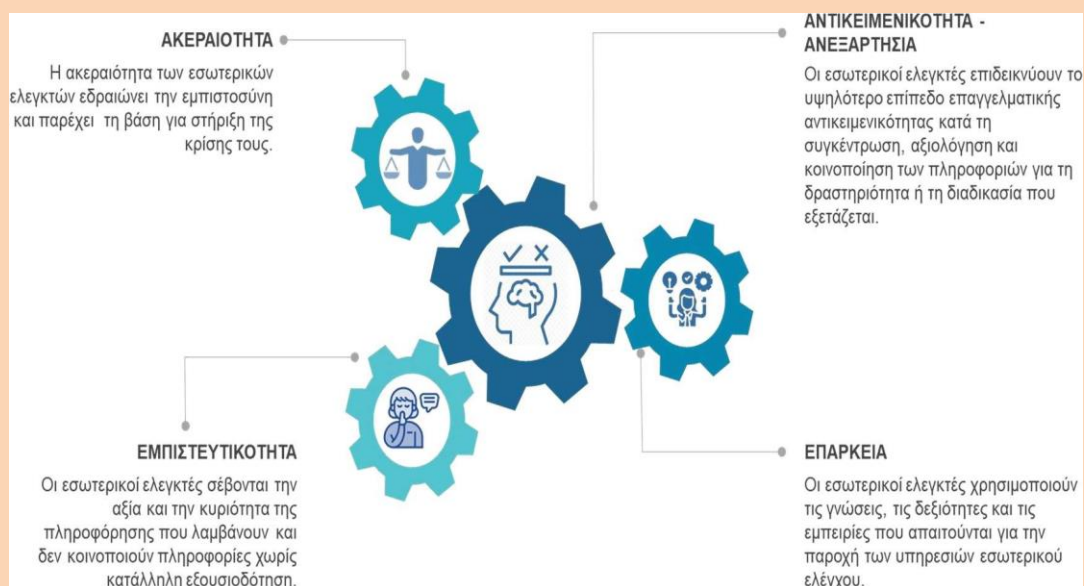 ΑΚΕΡΑΙΟΤΗΤΑ
Η ακεραιότητα των εσωτερικών
ελεγκτών εδραιώνει την εμπιστοσύνη
και παρέχει τη βάση για στήριξη της
κρίσης τους.
ΑΝΤΙΚΕΙΜΕΝΙΚΟΤΗΤΑ -
ΑΝΕΞΑΡΤΗΣΙΑ
Οι εσωτερικοί ελεγκτές επιδεικνύουν το
υψηλότερο επίπεδο επαγγελματικής
αντικειμενικότητας κατά τη
συγκέντρωση, αξιολόγηση και
κοινοποίηση των πληροφοριών για τη
δραστηριότητα ή τη διαδικασία που
εξετάζεται.
ΕΜΠΙΣΤΕΥΤΙΚΟΤΗΤΑ
Οι εσωτερικοί ελεγκτές σέβονται την
αξία και την κυριότητα της
πληροφόρησης που λαμβάνουν και
δεν κοινοποιούν πληροφορίες χωρίς
κατάλληλη εξουσιοδότηση.
ΕΠΑΡΚΕΙΑ
Οι εσωτερικοί ελεγκτές χρησιμοποιούν
τις γνώσεις, τις δεξιότητες και τις
εμπειρίες που απαιτούνται για την
παροχή των υπηρεσιών εσωτερικού
ελέγχου.